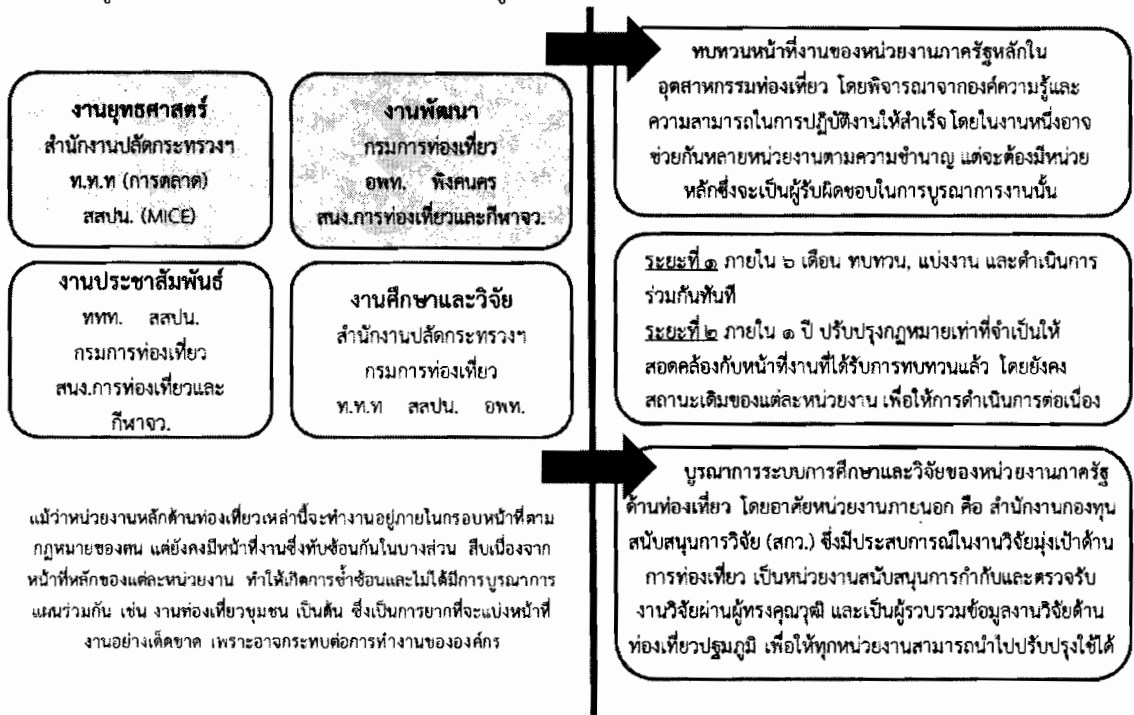 งานยุทธศาสตร์
สำนักงานปลัดกระทรวงฯ
ท.ท.ท (การตลาด)
สสปน. (MICE)
งานพัฒนา
กรมการท่องเที่ยว
อพท. พิงคนคร
สนง.การท่องเที่ยวและกีฬาจว.
งานประชาสัมพันธ์
ททท. สสปน.
กรมการท่องเที่ยว
สนง.การท่องเที่ยวและ
กีฬาจว.
งานศึกษาและวิจัย
สำนักงานปลัดกระทรวงฯ
กรมการท่องเที่ยว
ท.ท.ท สสปน. อพท.
แม้ว่าหน่วยงานหลักด้านท่องเที่ยวเหล่านี้จะทำงานอยู่ภายในกรอบหน้าที่ตาม
กฎหมายของตน แต่ยังคงมีหน้าที่งานซึ่งทับซ้อนกันในบางส่วน สืบเนื่องจาก
หน้าที่หลักของแต่ละหน่วยงาน ทำให้เกิดการซ้ำซ้อนและไม่ได้มีการบูรณาการ
แผนร่วมกัน เช่น งานท่องเที่ยวชุมชน เป็นต้น ซึ่งเป็นการยากที่จะแบ่งหน้าที่
งานอย่างเด็ดขาด เพราะอาจกระทบต่อการทำงานขององค์กร
ทบทวนหน้าที่งานของหน่วยงานภาครัฐหลักใน
อุตสาหกรรมท่องเที่ยว โดยพิจารณาจากองค์ความรู้และ
ความสามารถในการปฏิบัติงานให้สำเร็จ โดยในงานหนึ่งอาจ
ช่วยกันหลายหน่วยงานตามความชำนาญ แต่จะต้องมีหน่วย
หลักซึ่งจะเป็นผู้รับผิดชอบในการบูรณาการงานนั้น
ระยะที่ ๑ ภายใน ๖ เดือน ทบทวน, แบ่งงาน และดำเนินการ
ร่วมกันทันที
ระยะที่ ๒ ภายใน ๑ ปี ปรับปรุงกฎหมายเท่าที่จำเป็นให้
สอดคล้องกับหน้าที่งานที่ได้รับการทบทวนแล้ว โดยยังคง
สถานะเดิมของแต่ละหน่วยงาน เพื่อให้การดำเนินการต่อเนื่อง
บูรณาการระบบการศึกษาและวิจัยของหน่วยงานภาครัฐ
ด้านท่องเที่ยว โดยอาศัยหน่วยงานภายนอก คือ สำนักงานกองทุน
สนับสนุนการวิจัย (สกว.) ซึ่งมีประสบการณ์ในงานวิจัยมุ่งเป้าด้าน
การท่องเที่ยว เป็นหน่วยงานสนับสนุนการกำกับและตรวจรับ
งานวิจัยผ่านผู้ทรงคุณวุฒิ และเป็นผู้รวบรวมข้อมูลงานวิจัยด้าน
ท่องเที่ยวปฐมภูมิ เพื่อให้ทุกหน่วยงานสามารถนำไปปรับปรุงใช้ได้